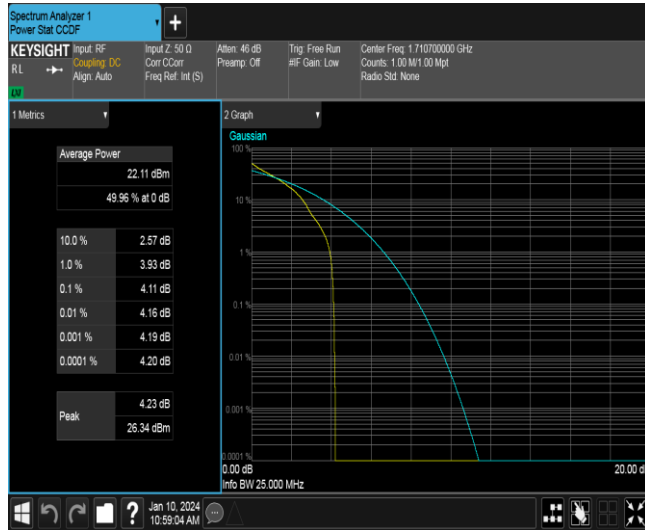 Spectrum Analyzer 1
Power Stat CCDF
+
KEYSIGHT
RL
LXI
Input: RF
Coupling: DC
Align: Auto
Input Z: 50 Ω
Corr CCorr
Freq Ref: Int (S)
Atten: 46 dB
Preamp: Off
Trig: Free Run
#IF Gain: Low
Center Freq: 1.710700000 GHz
Counts: 1.00 M/1.00 Mpt
Radio Std: None
1 Metrics
Average Power
22.11 dBm
49.96 % at 0 dB
10.0 % 2.57 dB
1.0 % 3.93 dB
0.1 % 4.11 dB
0.01 % 4.16 dB
0.001 % 4.19 dB
0.0001 % 4.20 dB
Peak
4.23 dB
26.34 dBm
2 Graph
Gaussian
100 %
10 %
1 %
0.1 %
0.01 %
0.001 %
0.0001 %
0.00 dB
20.00 d
Info BW 25.000 MHz
?
Jan 10, 2024
10:59:04 AM